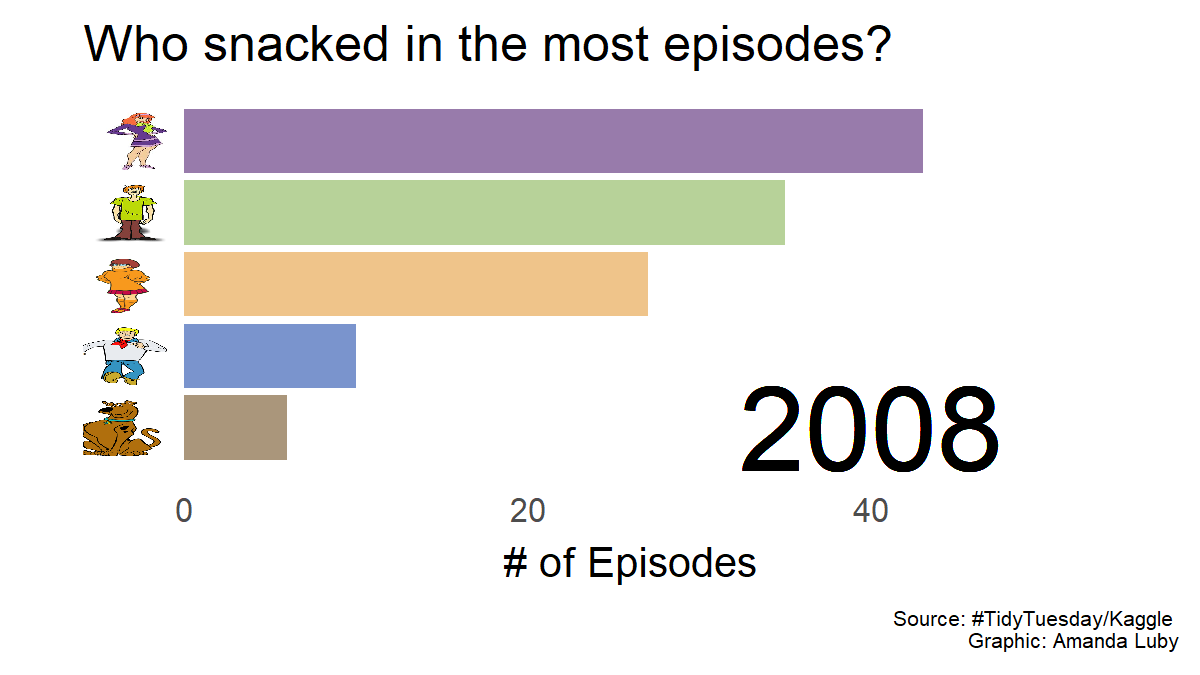 Who snacked in the most episodes?
2008
0 20 40
# of Episodes
Source: #TidyTuesday/Kaggle
Graphic: Amanda Luby